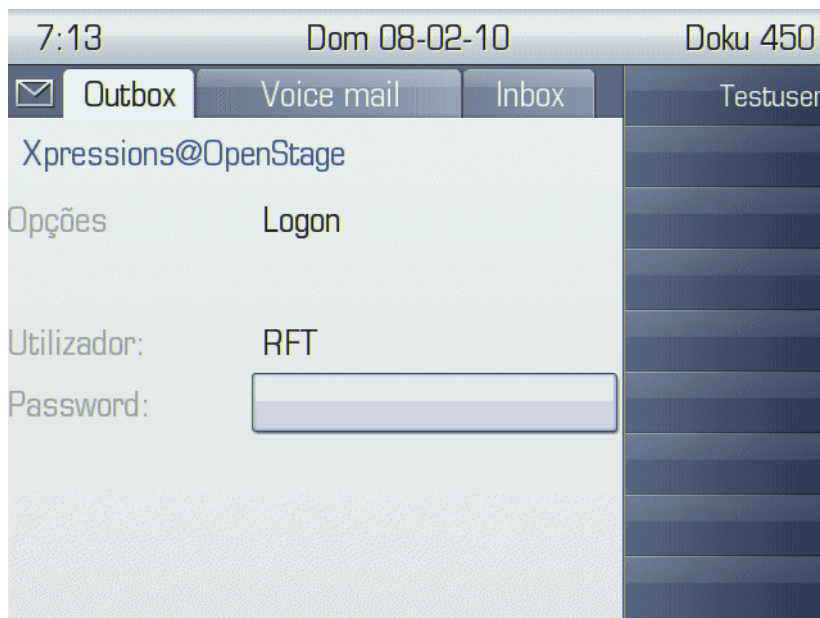 7:13 Dom 08-02-10 Doku 450
Outbox Voice mail Inbox Testuser
Xpressions@OpenStage
Opções Logon
Utilizador: RFT
Password: